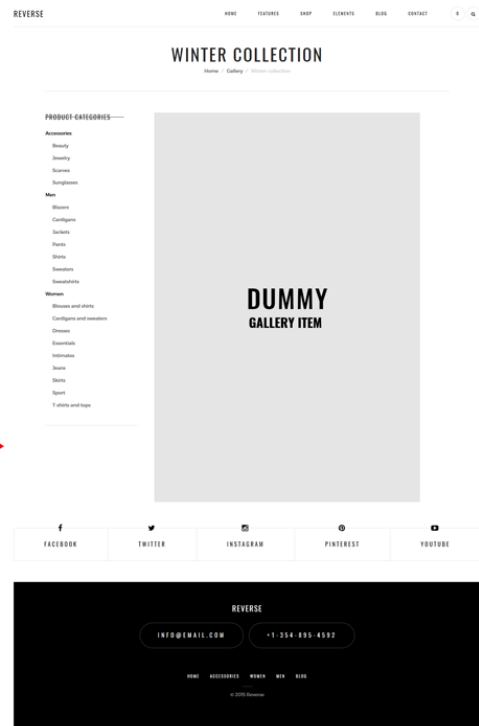 REVERSE
HOME FEATURES SHOP ELEMENTS BLOG CONTACT 0
WINTER COLLECTION
Home / Gallery / Winter collection
PRODUCT CATEGORIES
Accessories
Beauty
Jewelry
Scarves
Sunglasses
Men
Blazers
Cardigans
Jackets
Pants
Shirts
Sweaters
Sweatshirts
Women
Blouses and shirts
Cardigans and sweaters
Dresses
Essentials
Intimates
Jeans
Skirts
Sport
T-shirts and tops
DUMMY
GALLERY ITEM
FACEBOOK TWITTER INSTAGRAM PINTEREST YOUTUBE
REVERSE
INFO@EMAIL.COM +1-354-895-4592
HOME ACCESSORIES WOMEN MEN BLOG
© 2015 Reverse